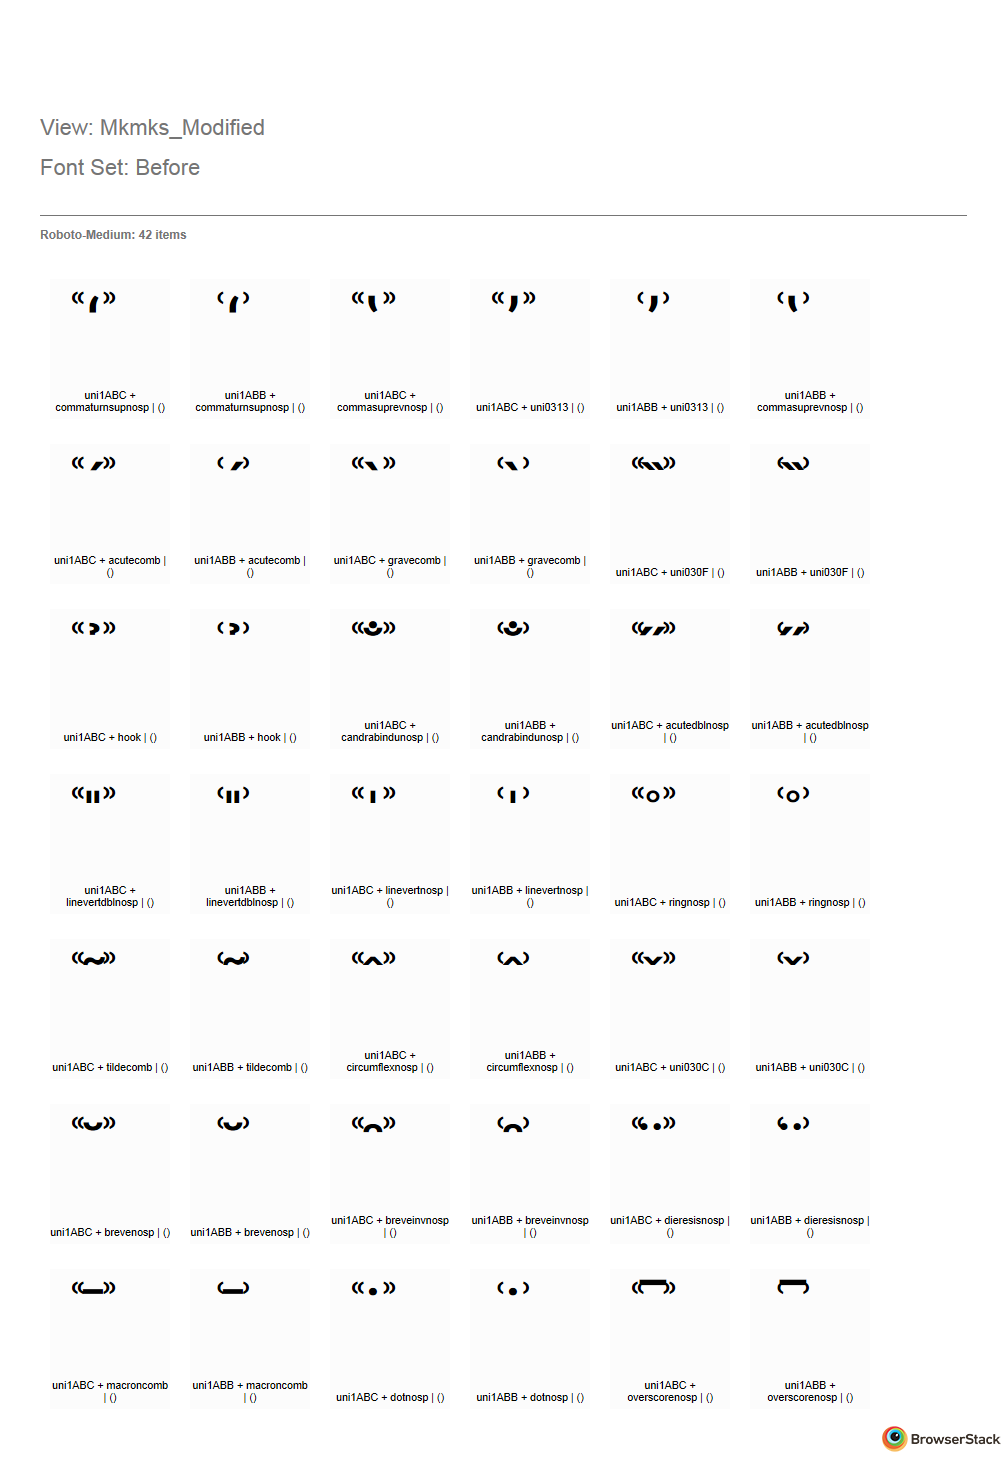 View: Mkmks_Modified
Font Set: Before
Roboto-Medium: 42 items
uni1ABC +
commaturnsupnosp | ()
uni1ABB +
commaturnsupnosp | ()
uni1ABC +
commasuprevnosp | ()
uni1ABC + uni0313 | ()
uni1ABB + uni0313 | ()
uni1ABB +
commasuprevnosp | ()
uni1ABC + acutecomb |
()
uni1ABB + acutecomb |
()
uni1ABC + gravecomb |
()
uni1ABB + gravecomb |
()
uni1ABC + uni030F | ()
uni1ABB + uni030F | ()
uni1ABC + hook | ()
uni1ABB + hook | ()
uni1ABC +
candrabindunosp | ()
uni1ABB +
candrabindunosp | ()
uni1ABC + acutedblnosp
| ()
uni1ABB + acutedblnosp
| ()
uni1ABC +
linevertdblnosp | ()
uni1ABB +
linevertdblnosp | ()
uni1ABC + linevertnosp |
()
uni1ABB + linevertnosp |
()
uni1ABC + ringnosp | ()
uni1ABB + ringnosp | ()
uni1ABC + tildecomb | ()
uni1ABB + tildecomb | ()
uni1ABC +
circumflexnosp | ()
uni1ABB +
circumflexnosp | ()
uni1ABC + uni030C | ()
uni1ABB + uni030C | ()
uni1ABC + brevenosp | ()
uni1ABB + brevenosp | ()
uni1ABC + breveinvnosp
| ()
uni1ABB + breveinvnosp
| ()
uni1ABC + dieresisnosp |
()
uni1ABB + dieresisnosp |
()
uni1ABC + macroncomb
| ()
uni1ABB + macroncomb
| ()
uni1ABC + dotnosp | ()
uni1ABB + dotnosp | ()
uni1ABC +
overscorenosp | ()
uni1ABB +
overscorenosp | ()
BrowserStack